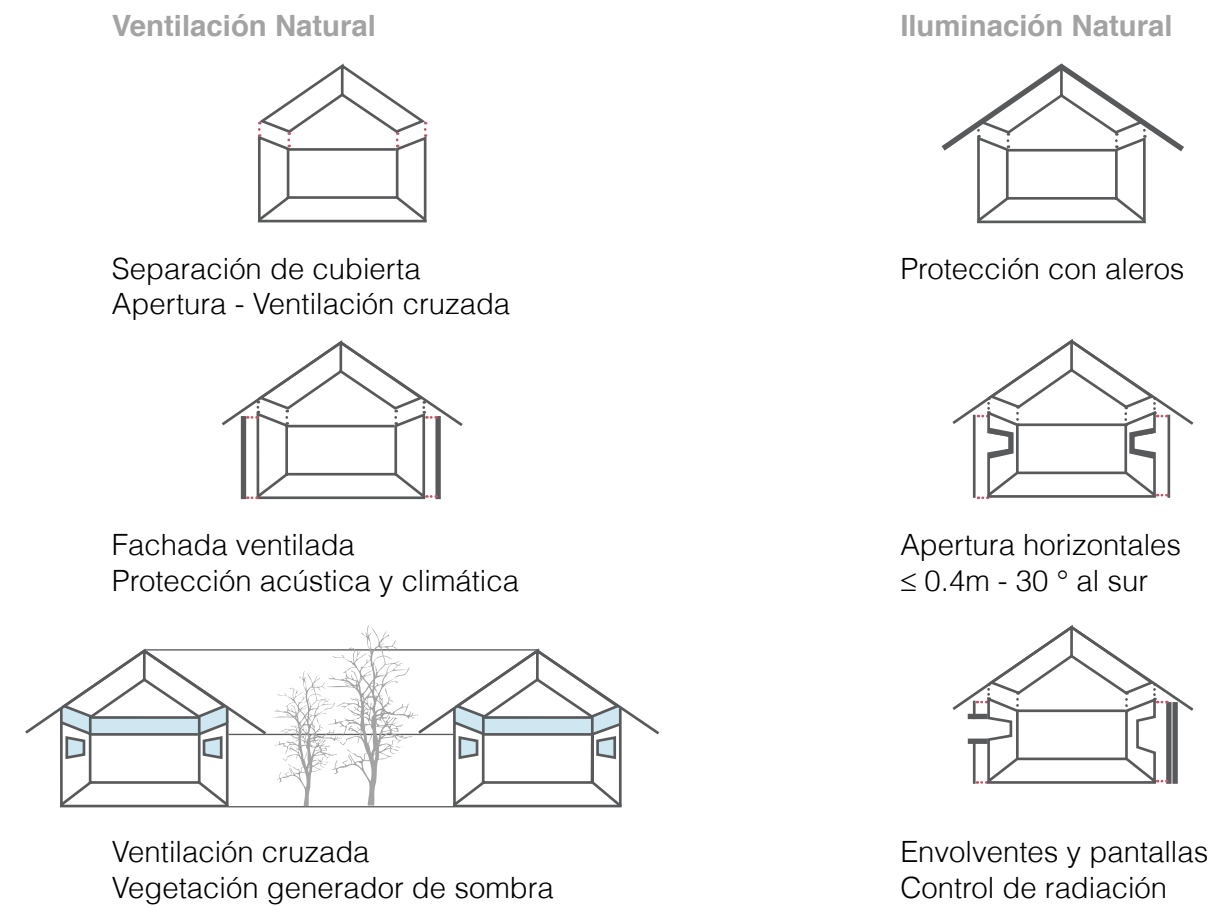 Ventilación Natural
Separación de cubierta
Apertura - Ventilación cruzada
Fachada ventilada
Protección acústica y climática
Ventilación cruzada
Vegetación generador de sombra
Iluminación Natural
Protección con aleros
Apertura horizontales
≤ 0.4m - 30 ° al sur
Envolventes y pantallas
Control de radiación